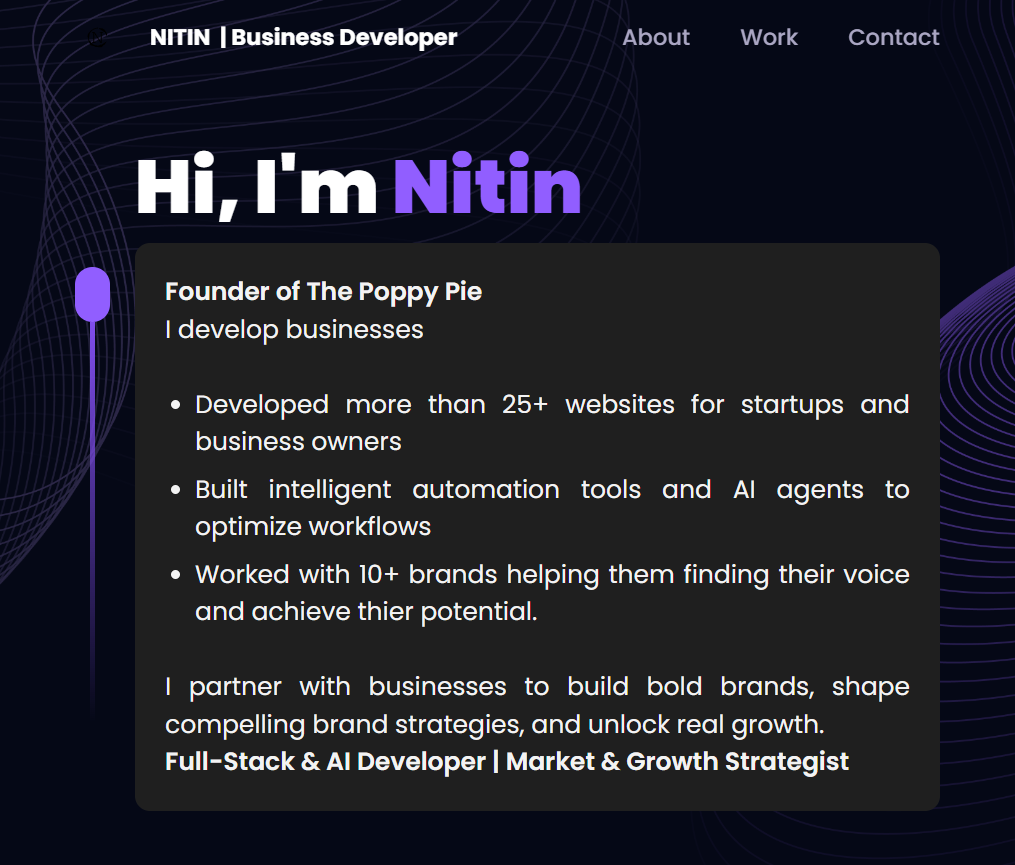 NITIN | Business Developer
About Work Contact
Hi, I'm Nitin
Founder of The Poppy Pie
I develop businesses
• Developed more than 25+ websites for startups and
business owners
• Built intelligent automation tools and AI agents to
optimize workflows
• Worked with 10+ brands helping them finding their voice
and achieve thier potential.
I partner with businesses to build bold brands, shape
compelling brand strategies, and unlock real growth.
Full-Stack & AI Developer | Market & Growth Strategist